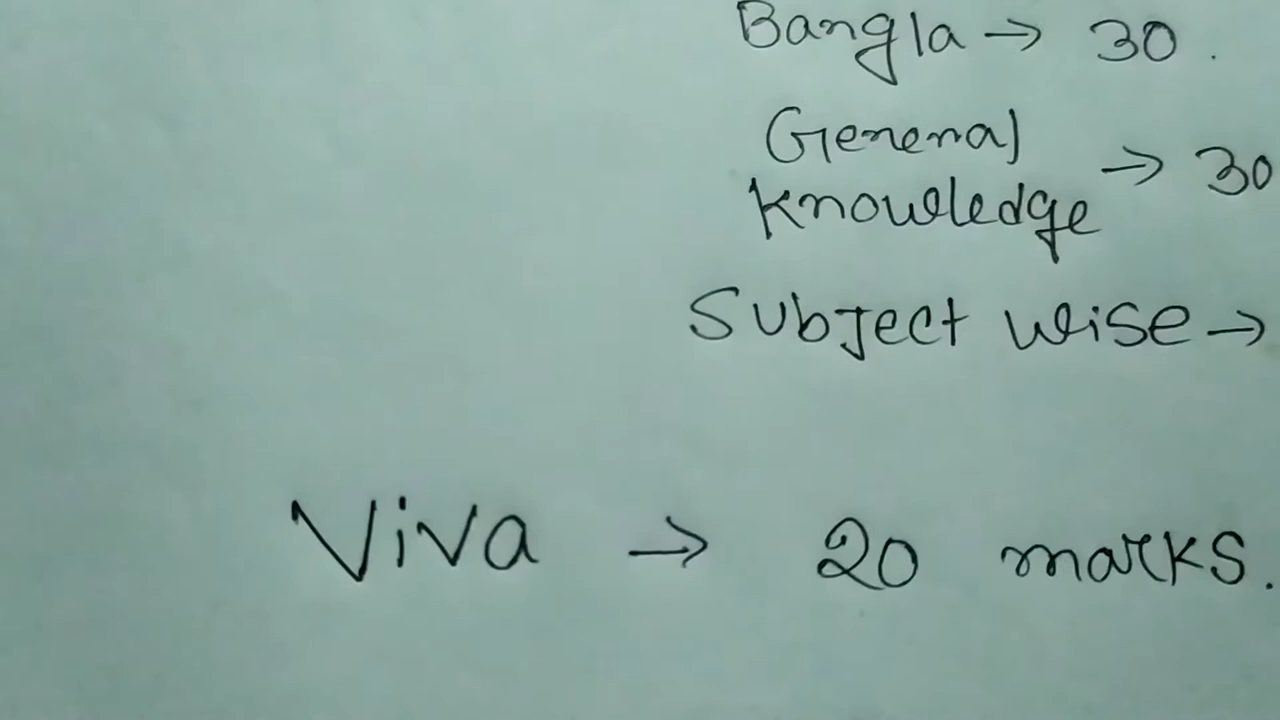 Bangla → 30.
General
Knowledge → 30
Subject wise →
Viva → 20 marks.